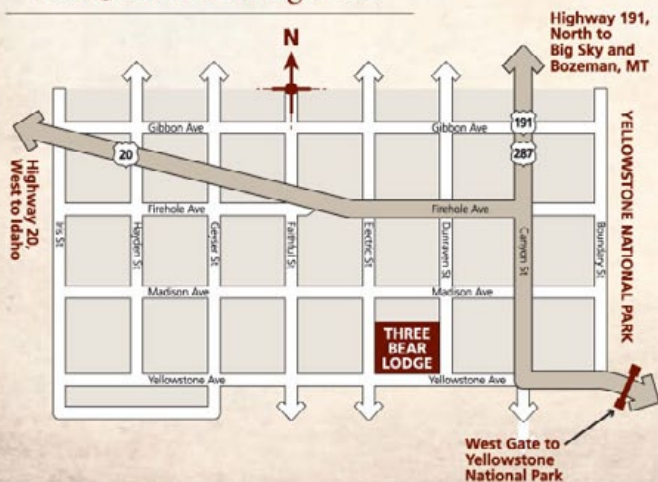 Highway 191,
North to
Big Sky and
Bozeman, MT
N
Gibbon Ave
Gibbon Ave
191
287
20
Highway 20,
West to Idaho
YELLOWSTONE NATIONAL PARK
Firehole Ave
Firehole Ave
Iris St
Hayden St
Geyser St
Faithful St
Electric St
Dunraven St
Canyon St
Boundary St
Madison Ave
Madison Ave
THREE
BEAR
LODGE
Yellowstone Ave
Yellowstone Ave
West Gate to
Yellowstone
National Park